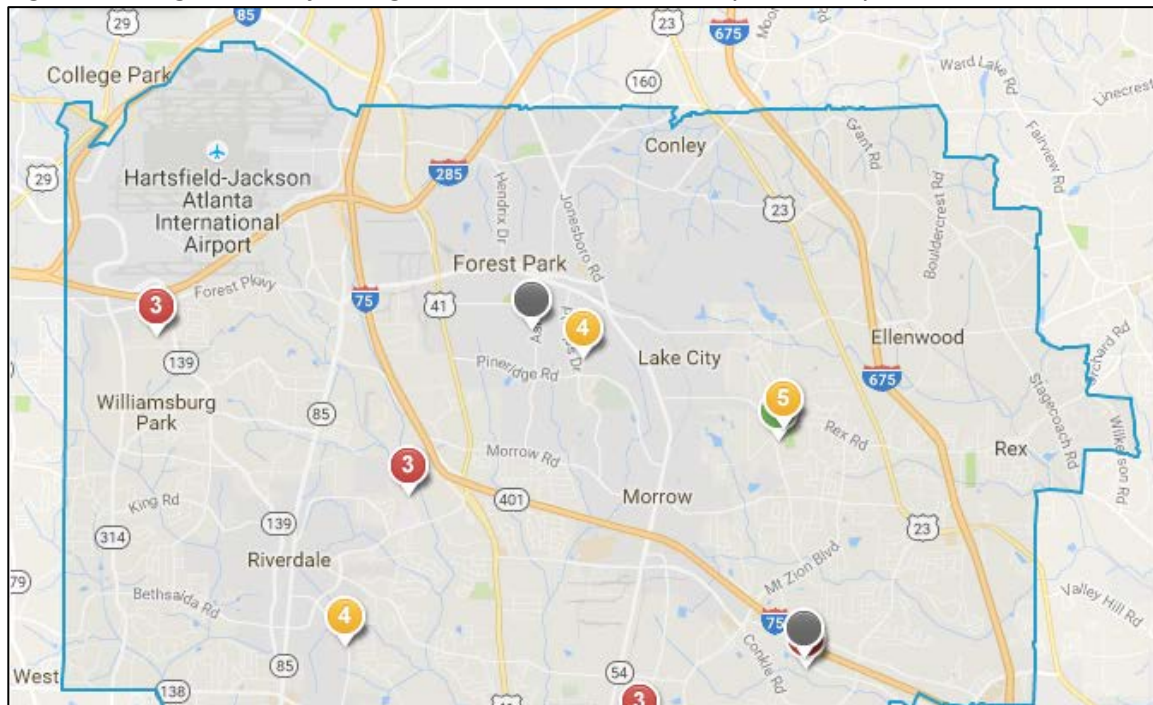 29
85
College Park
23
675
Ward Lake Rd
160
Linecrest
Conley
Grant Rd
Fairview Rd
29
Hartsfield-Jackson
Atlanta
International
Airport
285
Hendrix Dr
Jonesboro Rd
23
Bouldercrest Rd
Forest Park
Forest Pkwy
3
75
41
4
139
Pineridge Rd
Lake City
Ellenwood
675
Orchard Rd
Williamsburg
Park
85
5
Rex Rd
Stagecoach Rd
Wilkerson Rd
Rex
3
Morrow Rd
King Rd
401
Morrow
314
139
23
Riverdale
Mt Zion Blvd
79
Bethsaida Rd
4
75
Valley Hill Rd
Conkle Rd
West
85
138
54
3